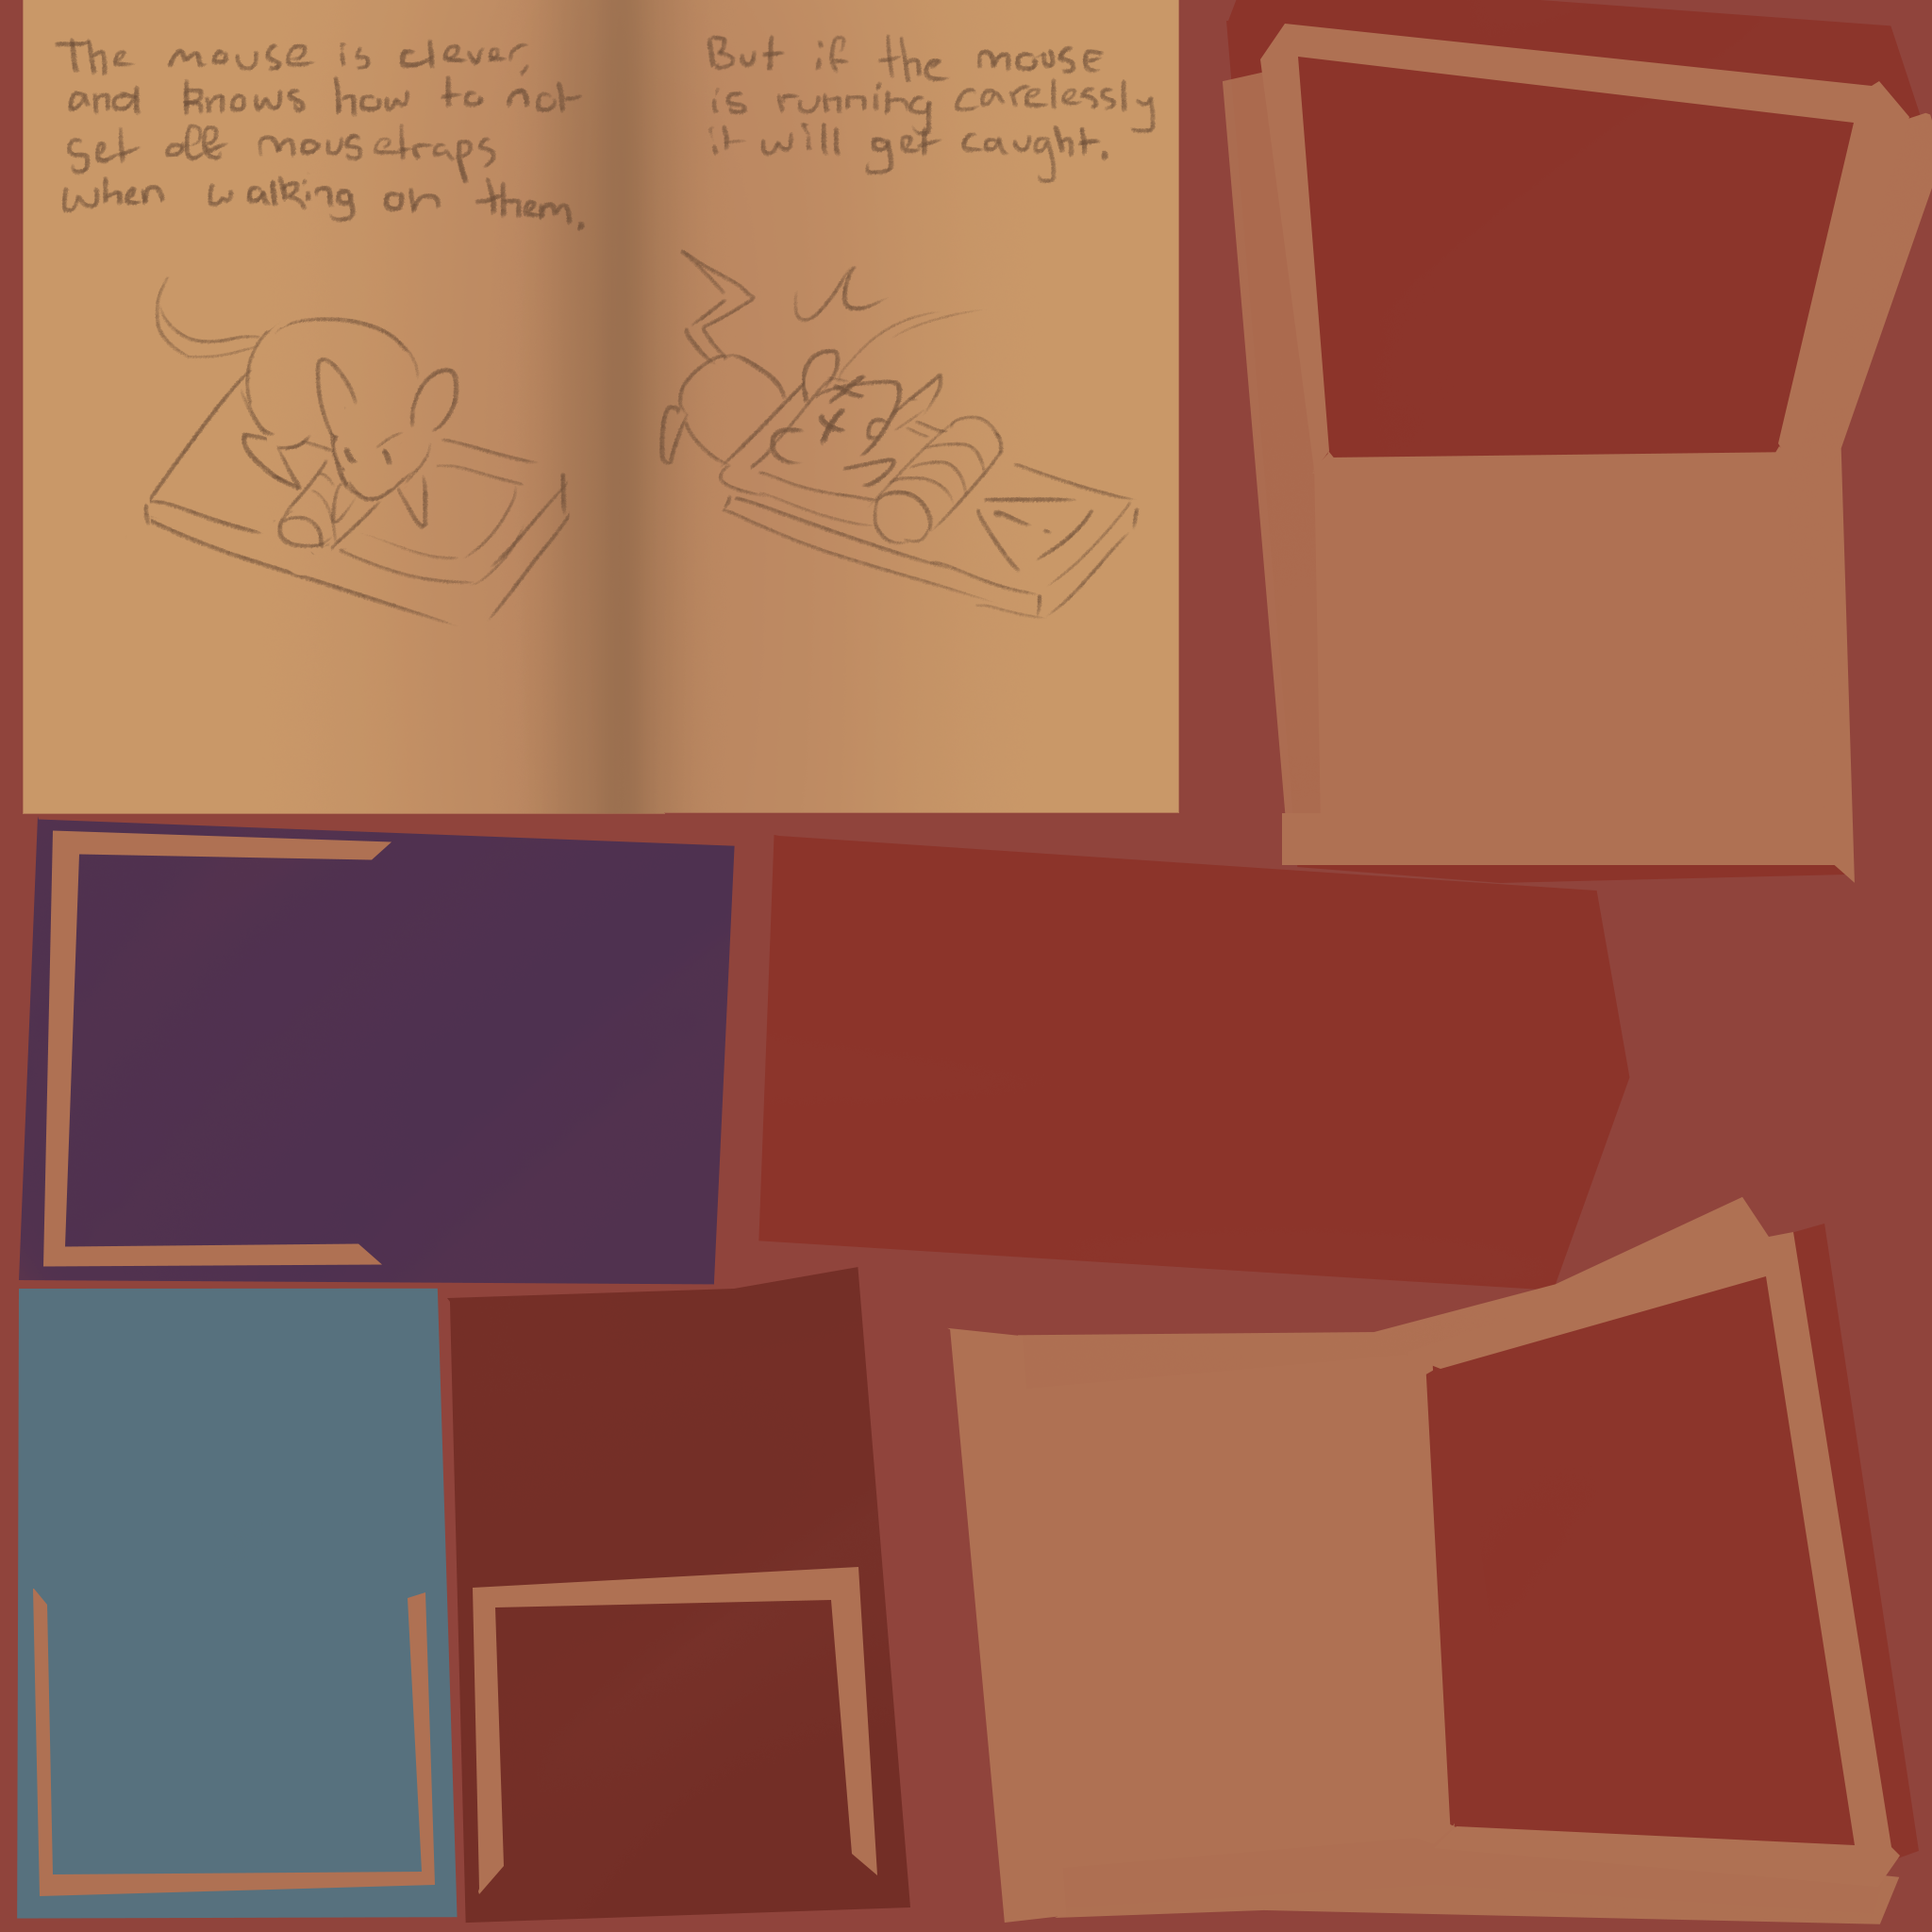 The mouse is clever,
and knows how to not
set off mousetraps
when walking on them.
But if the mouse
is running carelessly
it will get caught.